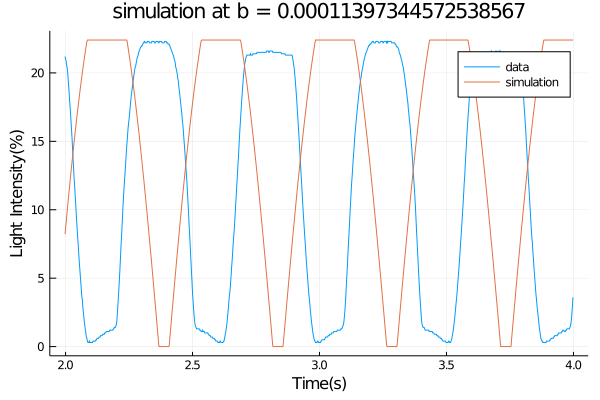 simulation at b = 0.00011397344572538567
data
simulation
Light Intensity(%)
20
15
10
5
0
2.0 2.5 3.0 3.5 4.0
Time(s)